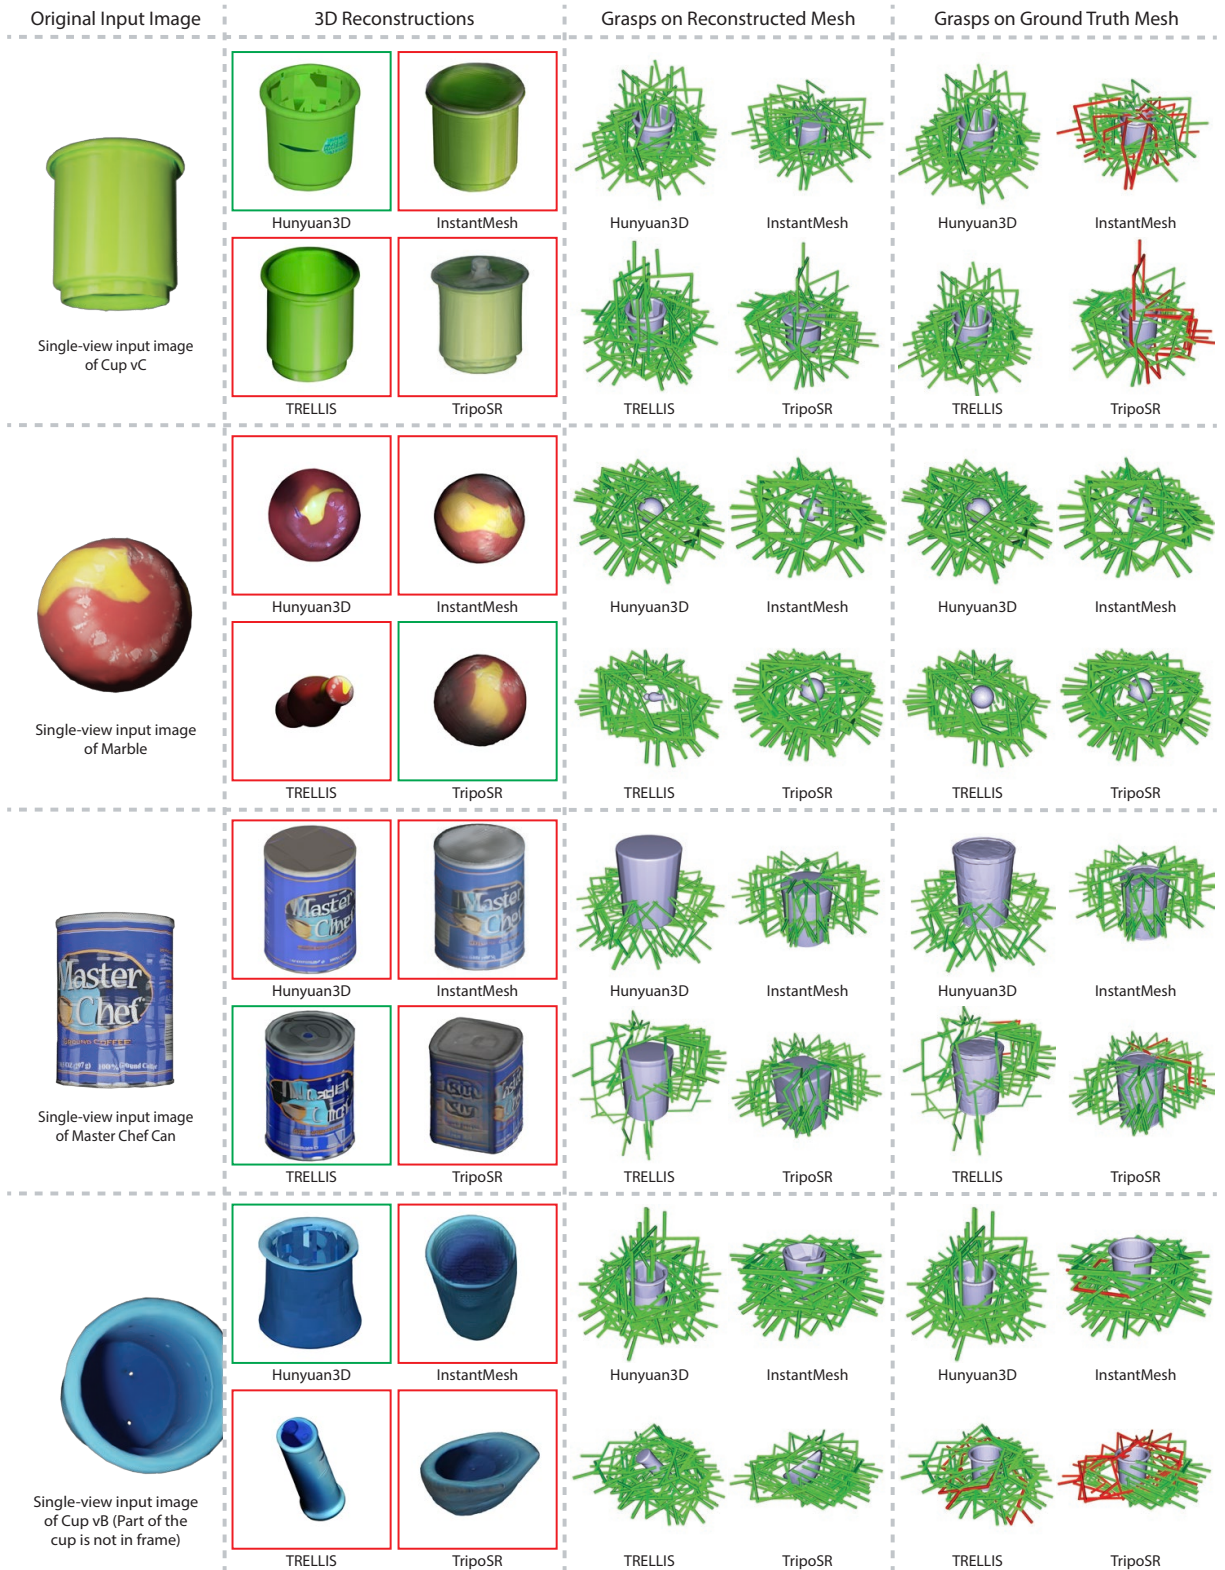 Original Input Image
3D Reconstructions
Grasps on Reconstructed Mesh
Grasps on Ground Truth Mesh
Hunyuan3D
InstantMesh
Hunyuan3D
InstantMesh
Hunyuan3D
InstantMesh
Single-view input image
of Cup vC
TRELLIS
TripoSR
TRELLIS
TripoSR
TRELLIS
TripoSR
Hunyuan3D
InstantMesh
Hunyuan3D
InstantMesh
Hunyuan3D
InstantMesh
Single-view input image
of Marble
TRELLIS
TripoSR
TRELLIS
TripoSR
TRELLIS
TripoSR
Master
Chef
GROUND COFFEE
100% Ground
Master
Master
Hunyuan3D
InstantMesh
Hunyuan3D
InstantMesh
Hunyuan3D
InstantMesh
Single-view input image
of Master Chef Can
TRELLIS
TripoSR
TRELLIS
TripoSR
TRELLIS
TripoSR
Hunyuan3D
InstantMesh
Hunyuan3D
InstantMesh
Hunyuan3D
InstantMesh
Single-view input image
of Cup vB (Part of the
cup is not in frame)
TRELLIS
TripoSR
TRELLIS
TripoSR
TRELLIS
TripoSR